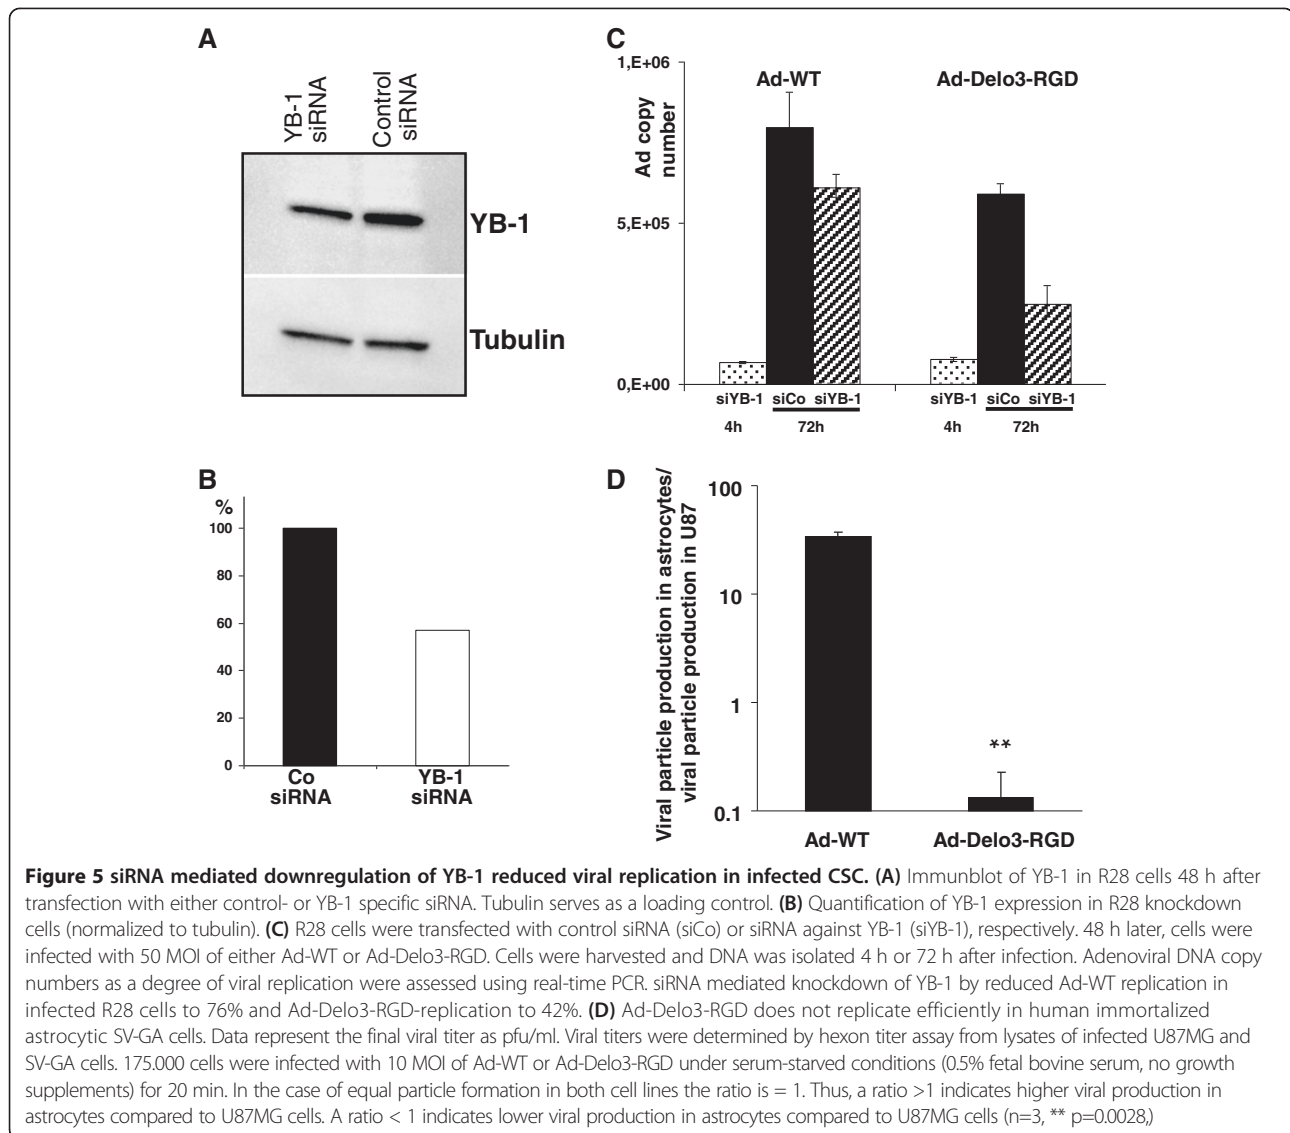 A
YB-1
siRNA
Control
siRNA
YB-1
Tubulin
C
1,E+06
5,E+05
0,E+00
Ad copy
number
Ad-WT
Ad-Delo3-RGD
siYB-1 siCo siYB-1 siYB-1 siCo siYB-1
4h 72h 4h 72h
B
%
100
80
60
40
20
0
Co
siRNA
YB-1
siRNA
D
Viral particle production in astrocytes/
viral particle production in U87
100
10
1
0.1
**
Ad-WT
Ad-Delo3-RGD
Figure 5 siRNA mediated downregulation of YB-1 reduced viral replication in infected CSC. (A) Immunblot of YB-1 in R28 cells 48 h after
transfection with either control- or YB-1 specific siRNA. Tubulin serves as a loading control. (B) Quantification of YB-1 expression in R28 knockdown
cells (normalized to tubulin). (C) R28 cells were transfected with control siRNA (siCo) or siRNA against YB-1 (siYB-1), respectively. 48 h later, cells were
infected with 50 MOI of either Ad-WT or Ad-Delo3-RGD. Cells were harvested and DNA was isolated 4 h or 72 h after infection. Adenoviral DNA copy
numbers as a degree of viral replication were assessed using real-time PCR. siRNA mediated knockdown of YB-1 by reduced Ad-WT replication in
infected R28 cells to 76% and Ad-Delo3-RGD-replication to 42%. (D) Ad-Delo3-RGD does not replicate efficiently in human immortalized
astrocytic SV-GA cells. Data represent the final viral titer as pfu/ml. Viral titers were determined by hexon titer assay from lysates of infected U87MG and
SV-GA cells. 175.000 cells were infected with 10 MOI of Ad-WT or Ad-Delo3-RGD under serum-starved conditions (0.5% fetal bovine serum, no growth
supplements) for 20 min. In the case of equal particle formation in both cell lines the ratio is = 1. Thus, a ratio >1 indicates higher viral production in
astrocytes compared to U87MG cells. A ratio < 1 indicates lower viral production in astrocytes compared to U87MG cells (n=3, ** p=0.0028,)